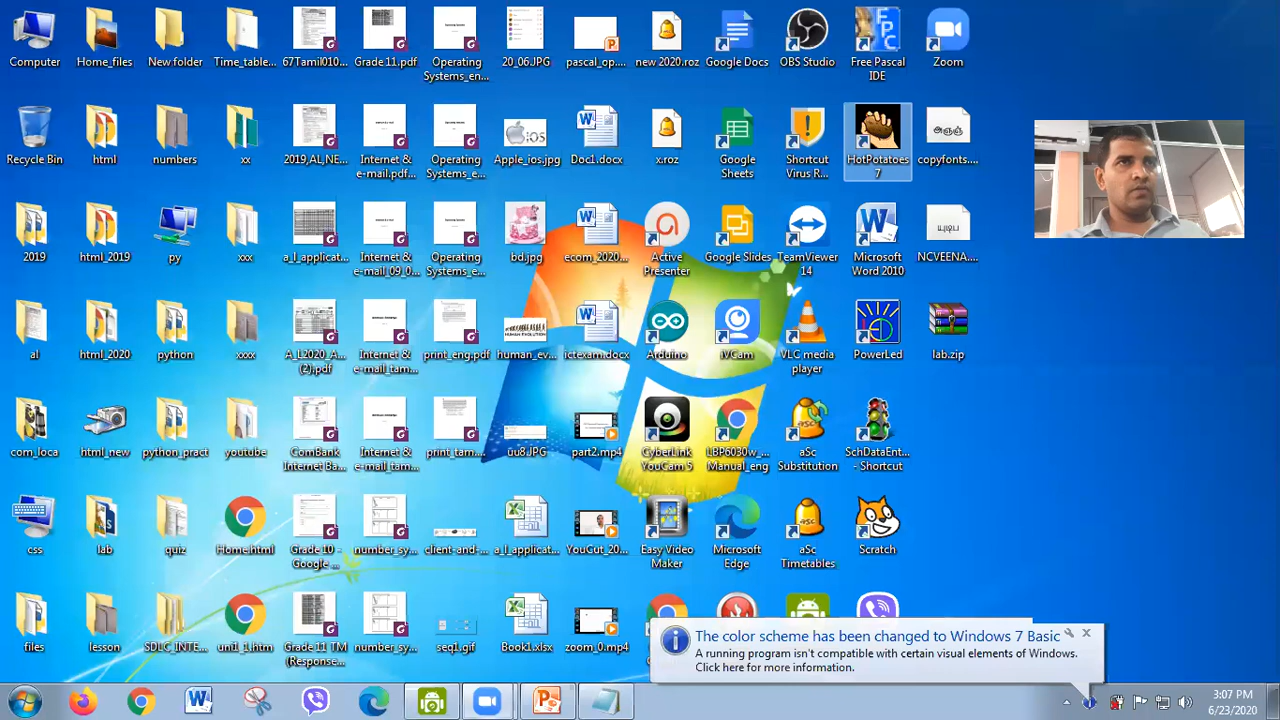 Computer
Home_files
New folder
Time_table...
67Tamil010...
Grade 11.pdf
Operating
Systems_en...
20_06.JPG
pascal_op....
new 2020.roz
Google Docs
OBS Studio
Free Pascal
IDE
Zoom
Recycle Bin
html
numbers
xx
2019,AL,NE...
Internet &
e-mail.pdf...
Operating
Systems_e...
Apple_ios.jpg
Doc1.docx
x.roz
Google
Sheets
Shortcut
Virus R...
HotPotatoes
7
copyfonts....
2019
html_2019
py
xxx
a_l_applicat...
Internet &
e-mail_09_0...
Operating
Systems_e...
bd.jpg
ecom_2020...
Active
Presenter
Google Slides
TeamViewer
14
Microsoft
Word 2010
NCVEENA....
al
html_2020
python
xxxx
A_L2020_A...
(2).pdf
Internet &
e-mail_tam...
print_eng.pdf
human_ev...
ictexam.docx
Arduino
iVCam
VLC media
player
PowerLed
lab.zip
com_loca
html_new
python_pract
youtube
ComBank
Internet Ba...
Internet &
e-mail_tam...
print_tam....
uu8.JPG
part2.mp4
CyberLink
YouCam 5
LBP6030w_...
Manual_eng
aSc
Substitution
SchDataEnt...
- Shortcut
css
lab
quiz
Home.html
Grade 10 -
Google ...
number_sy...
client-and-...
a_l_applicat...
YouCut_20...
Easy Video
Maker
Microsoft
Edge
aSc
Timetables
Scratch
files
lesson
SDLC_INTE...
uni1_1.htm
Grade 11 TM
(Response...
number_sy...
seq1.gif
Book1.xlsx
zoom_0.mp4
The color scheme has been changed to Windows 7 Basic
A running program isn't compatible with certain visual elements of Windows.
Click here for more information.
3:07 PM
6/23/2020